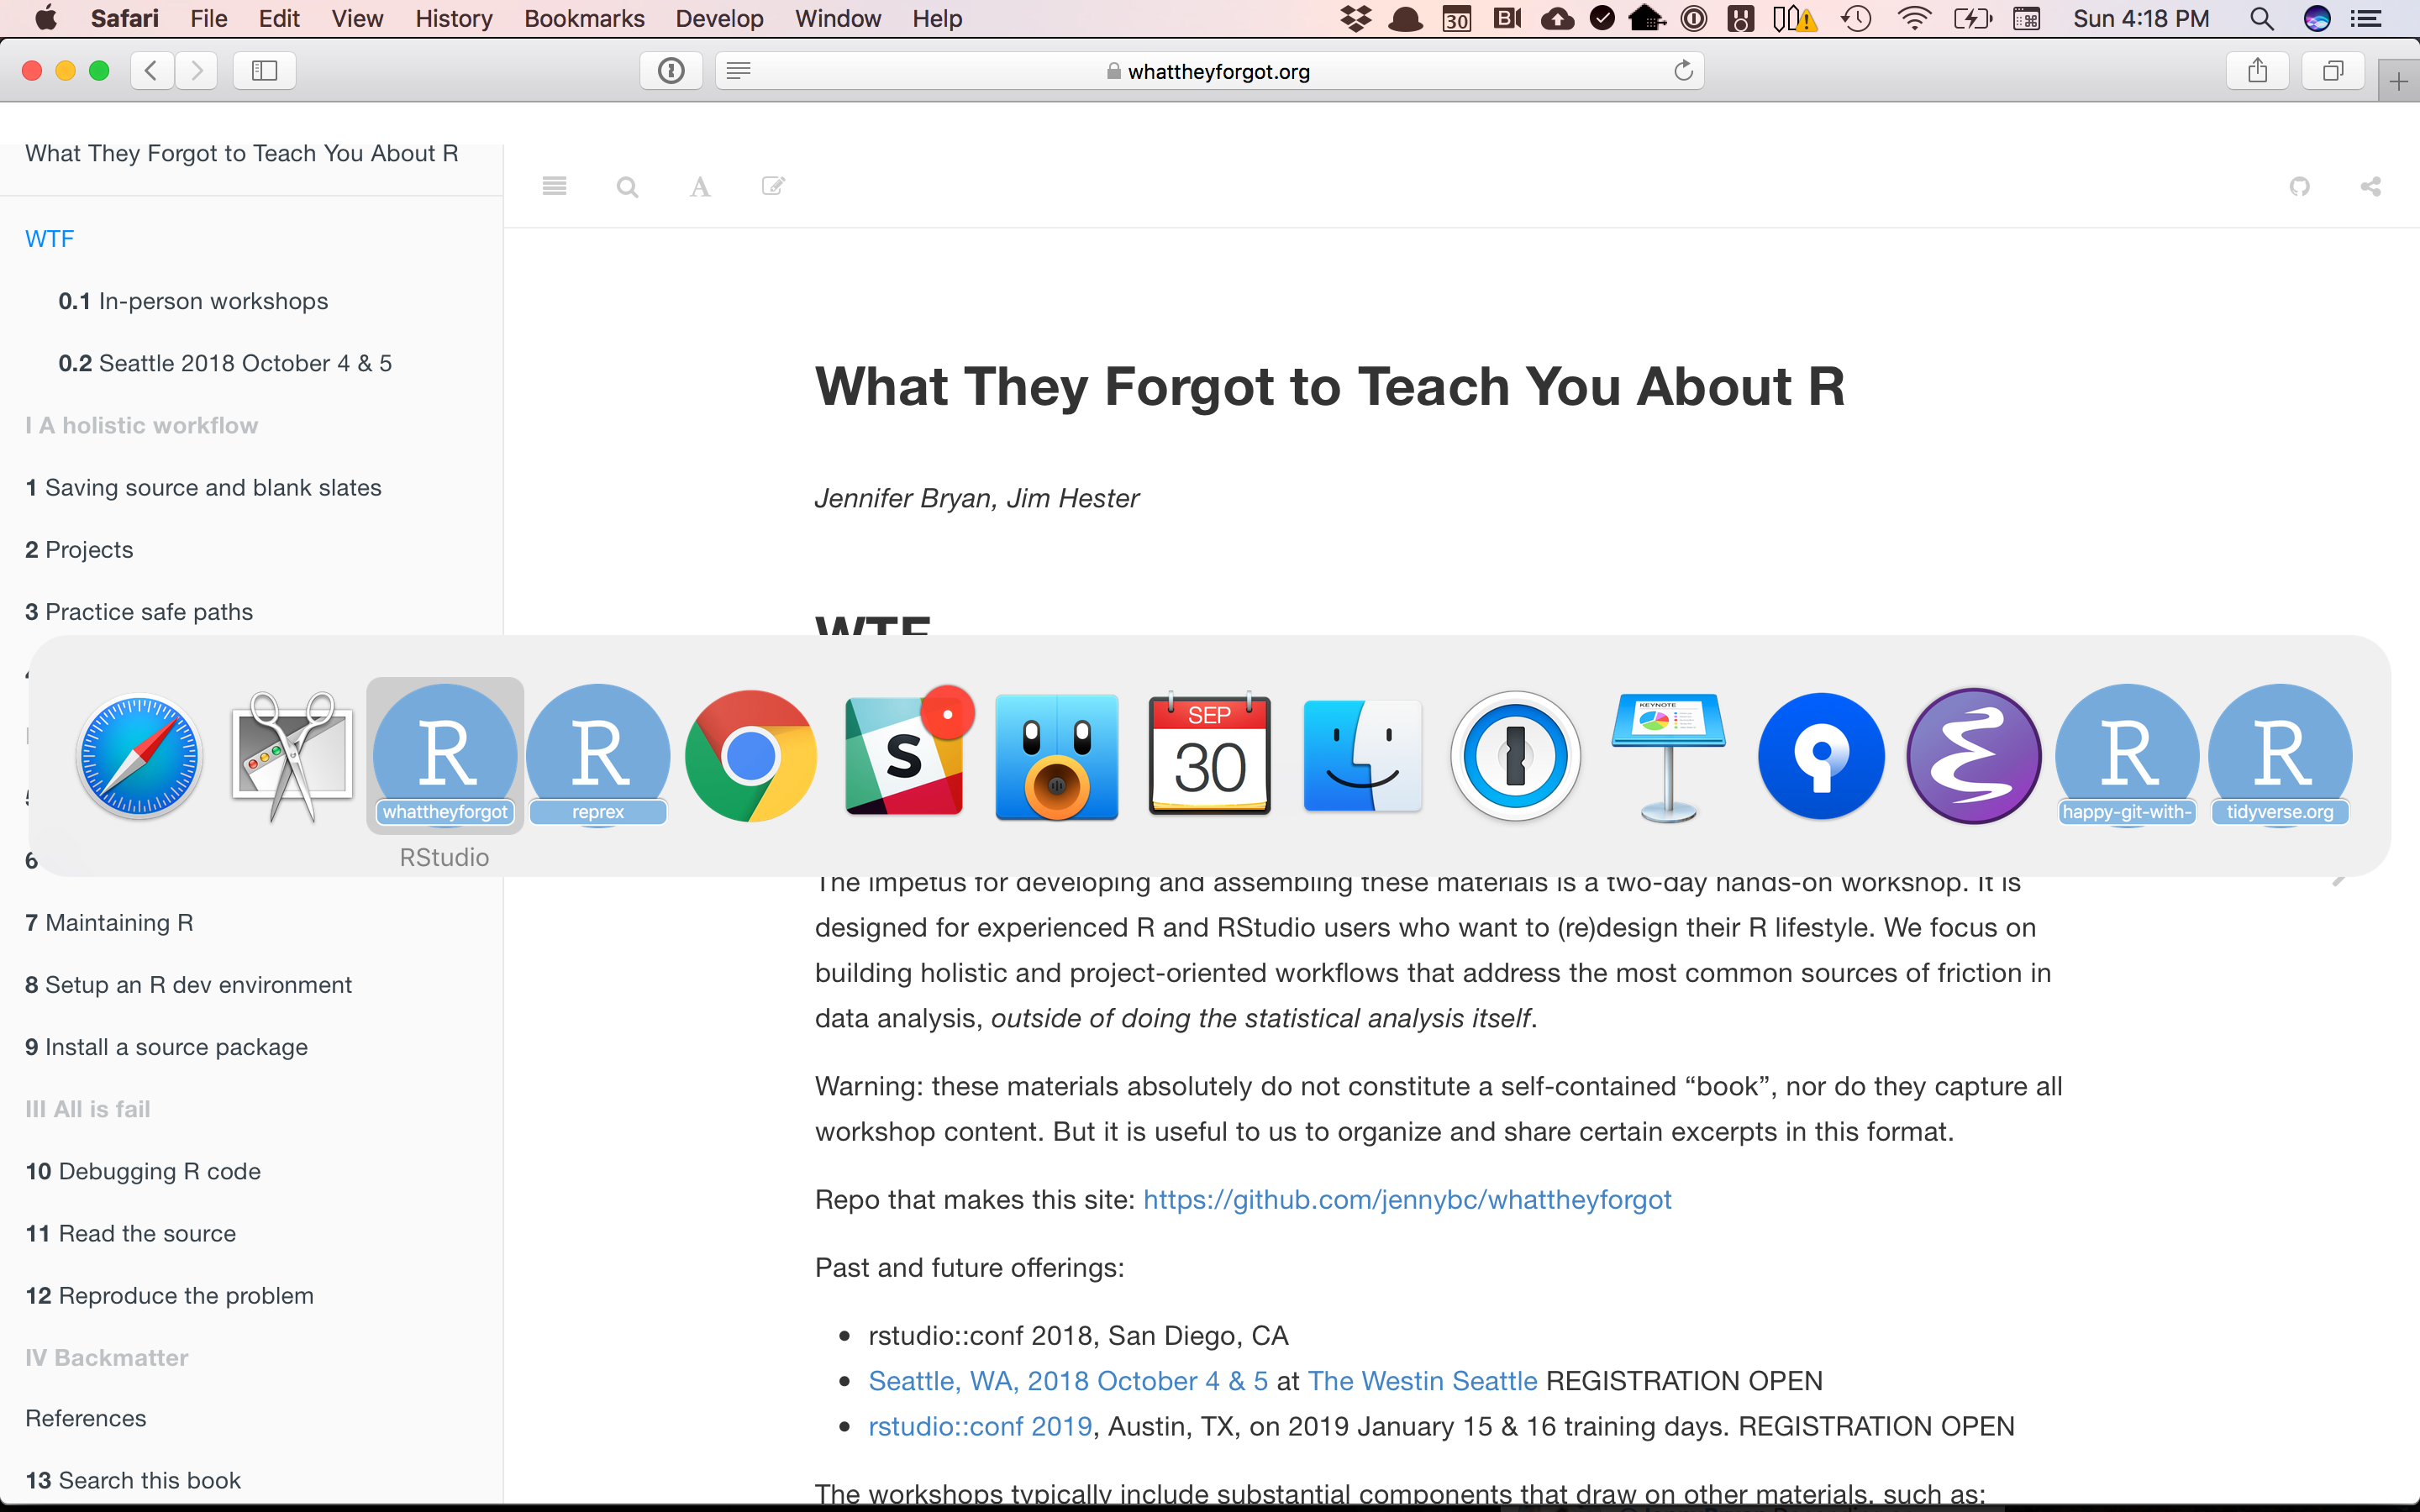 Safari File Edit View History Bookmarks Develop Window Help
30
Sun 4:18 PM
whattheyforgot.org
What They Forgot to Teach You About R
WTF
0.1 In-person workshops
0.2 Seattle 2018 October 4 & 5
I A holistic workflow
1 Saving source and blank slates
2 Projects
3 Practice safe paths
6
7 Maintaining R
8 Setup an R dev environment
9 Install a source package
III All is fail
10 Debugging R code
11 Read the source
12 Reproduce the problem
IV Backmatter
References
13 Search this book
A
What They Forgot to Teach You About R
Jennifer Bryan, Jim Hester
WTF
R
whattheyforgot
RStudio
R
reprex
S
SEP
30
KEYNOTE
R
happy-git-with-
R
tidyverse.org
The impetus for developing and assembling these materials is a two-day hands-on workshop. It is
designed for experienced R and RStudio users who want to (re)design their R lifestyle. We focus on
building holistic and project-oriented workflows that address the most common sources of friction in
data analysis, outside of doing the statistical analysis itself.
Warning: these materials absolutely do not constitute a self-contained “book”, nor do they capture all
workshop content. But it is useful to us to organize and share certain excerpts in this format.
Repo that makes this site: https://github.com/jennybc/whattheyforgot
Past and future offerings:
• rstudio::conf 2018, San Diego, CA
• Seattle, WA, 2018 October 4 & 5 at The Westin Seattle REGISTRATION OPEN
• rstudio::conf 2019, Austin, TX, on 2019 January 15 & 16 training days. REGISTRATION OPEN
The workshops typically include substantial components that draw on other materials, such as: